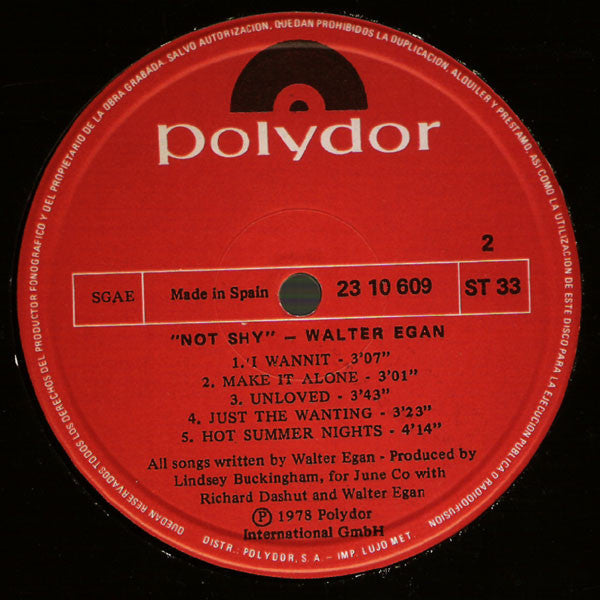 QUEDAN RESERVADOS TODOS LOS DERECHOS DEL PRODUCTOR FONOGRAFICO Y DEL PROPIETARIO DE LA OBRA GRABADA. SALVO AUTORIZACION, QUEDAN PROHIBIDOS LA DUPLICACION, ALQUILER Y PRESTAMO, ASI COMO LA UTILIZACION DE ESTE DISCO PARA LA EJECUCION PUBLICA O RADIODIFUSION
polydor
2
SGAE Made in Spain 23 10 609 ST 33
"NOT SHY" – WALTER EGAN
1. I WANNIT - 3'07"
2. MAKE IT ALONE - 3'01"
3. UNLOVED - 3'43"
4. JUST THE WANTING - 3'23"
5. HOT SUMMER NIGHTS - 4'14"
All songs written by Walter Egan - Produced by
Lindsey Buckingham, for June Co with
Richard Dashut and Walter Egan
Ⓟ 1978 Polydor
International GmbH
DISTR.: POLYDOR, S. A. – IMP. LUJO MET.